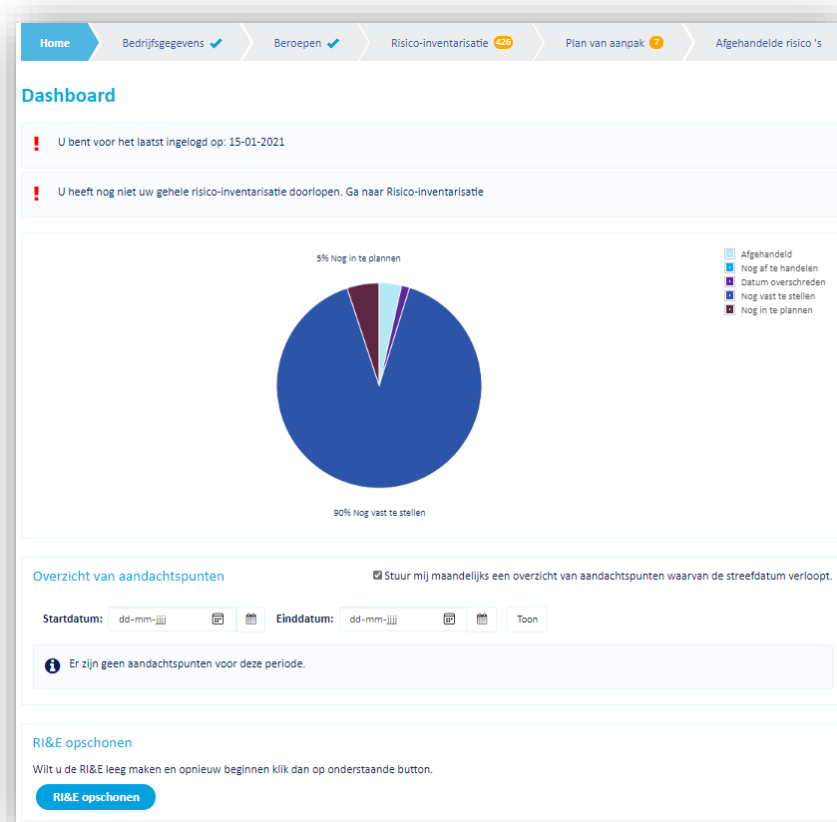 Home Bedrijfsgegevens Beroepen Risico-inventarisatie 426 Plan van aanpak 7 Afgehandelde risico 's
Dashboard
U bent voor het laatst ingelogd op: 15-01-2021
U heeft nog niet uw gehele risico-inventarisatie doorlopen. Ga naar Risico-inventarisatie
5% Nog in te plannen
Afgehandeld
Nog af te handelen
Datum overschreden
Nog vast te stellen
Nog in te plannen
90% Nog vast te stellen
Overzicht van aandachtspunten Stuur mij maandelijks een overzicht van aandachtspunten waarvan de streefdatum verloopt.
Startdatum: dd-mm-jjjj Einddatum: dd-mm-jjjj Toon
Er zijn geen aandachtspunten voor deze periode.
RI&E opschonen
Wilt u de RI&E leeg maken en opnieuw beginnen klik dan op onderstaande button.
RI&E opschonen